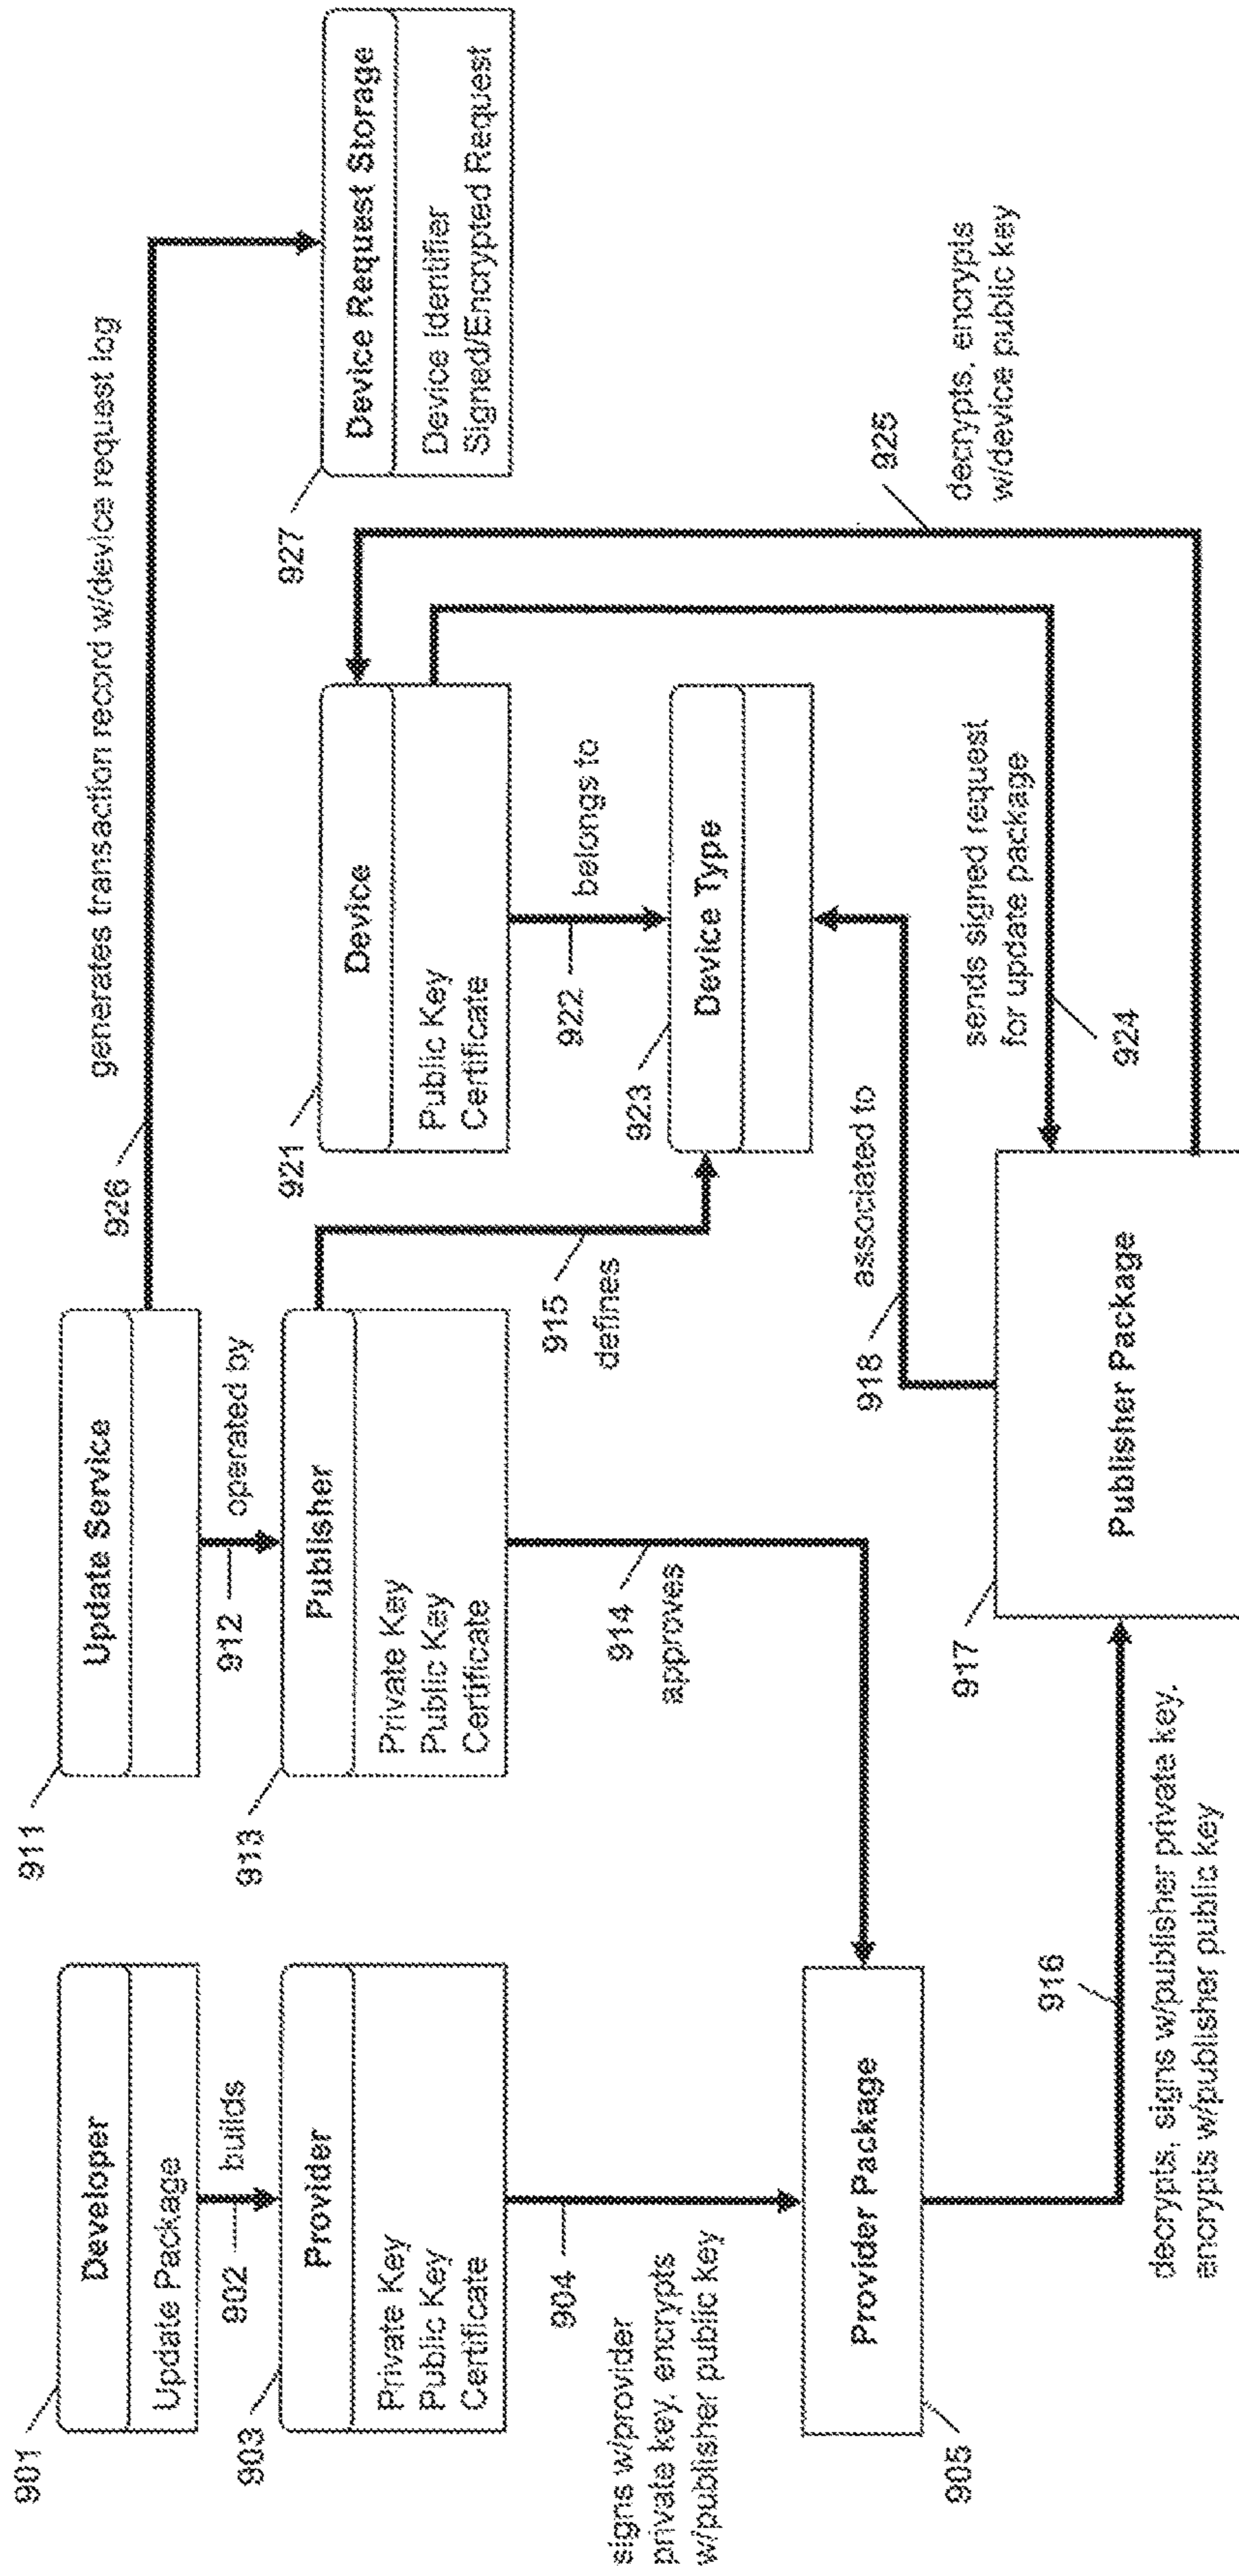 901
Developer
Update Package
902
builds
903
Provider
Private Key
Public Key
Certificate
904
signs w/provider
private key, encrypts
w/publisher public key
Provider Package
905
911
Update Service
912
operated by
913
Publisher
Private Key
Public Key
Certificate
914
approves
915
defines
916
decrypts, signs w/publisher private key,
encrypts w/publisher public key
917
Publisher Package
918
associated to
926
generates transaction record w/device request log
921
Device
Public Key
Certificate
922
belongs to
923
Device Type
sends signed request
for update package
924
925
decrypts, encrypts
w/device public key
927
Device Request Storage
Device Identifier
Signed/Encrypted Request